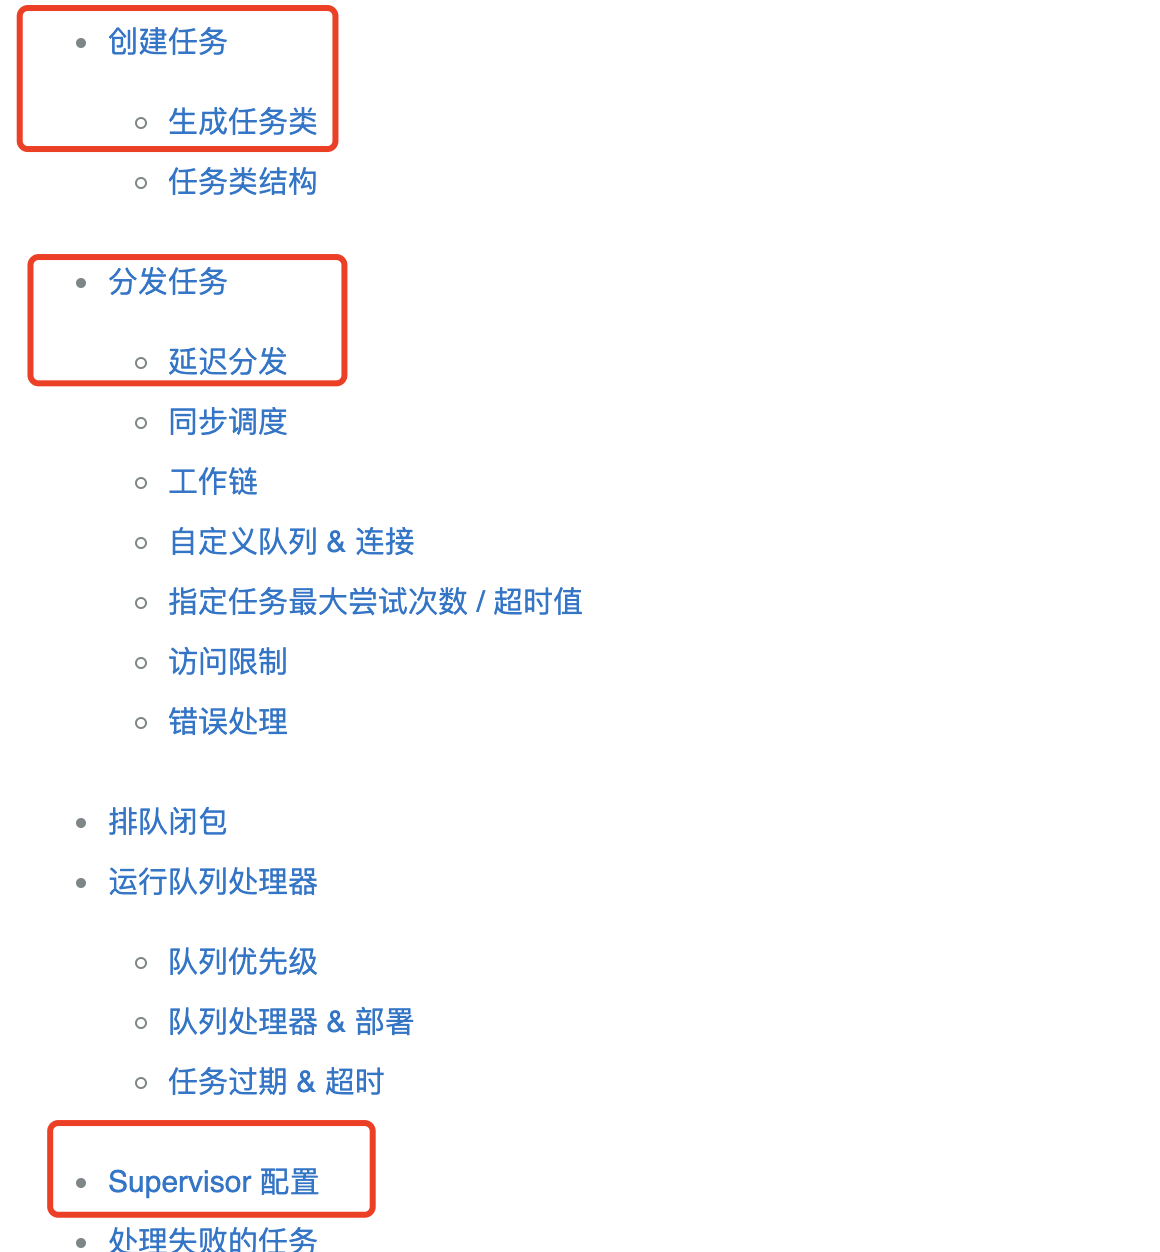 创建任务
生成任务类
任务类结构
分发任务
延迟分发
同步调度
工作链
自定义队列 & 连接
指定任务最大尝试次数 / 超时值
访问限制
错误处理
排队闭包
运行队列处理器
队列优先级
队列处理器 & 部署
任务过期 & 超时
Supervisor 配置
处理失败的任务